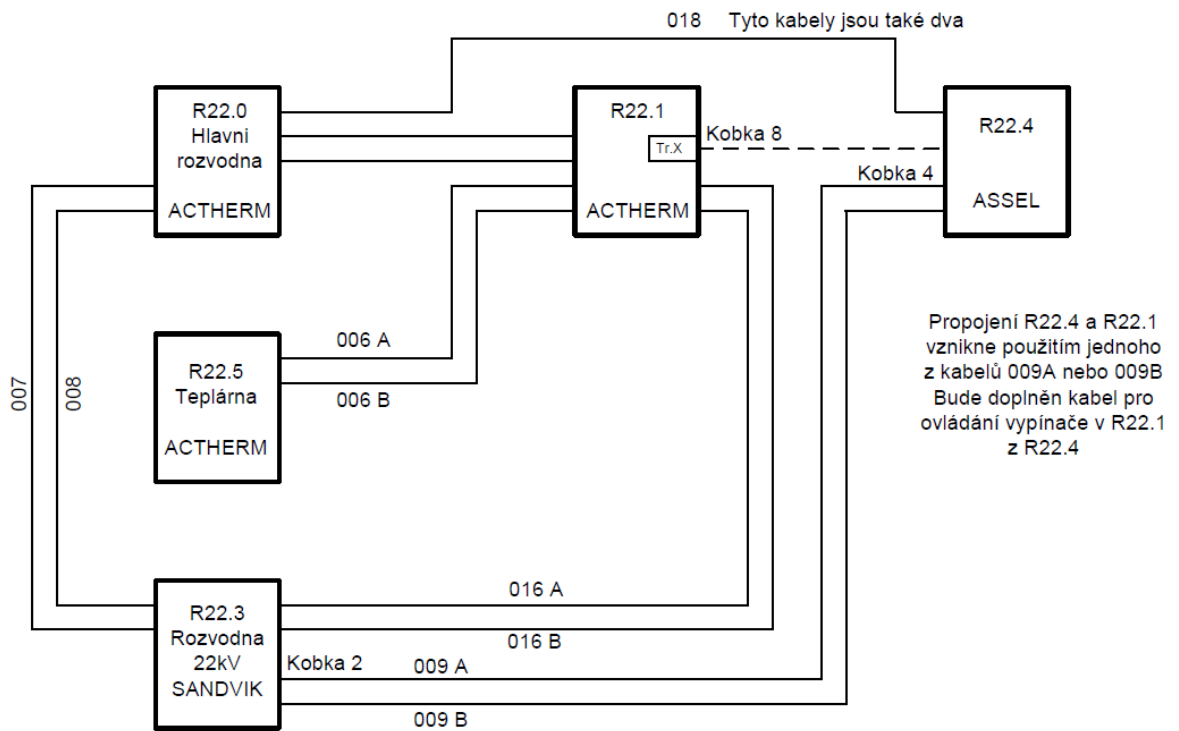 018 Tyto kabely jsou také dva
R22.0
Hlavni
rozvodna
ACTHERM
R22.1
Tr.X
ACTHERM
Kobka 8
Kobka 4
R22.4
ASSEL
Propojení R22.4 a R22.1
vznikne použitím jednoho
z kabelů 009A nebo 009B
Bude doplněn kabel pro
ovládání vypínače v R22.1
z R22.4
006 A
006 B
R22.5
Teplárna
ACTHERM
007
008
R22.3
Rozvodna
22kV
SANDVIK
016 A
016 B
Kobka 2
009 A
009 B